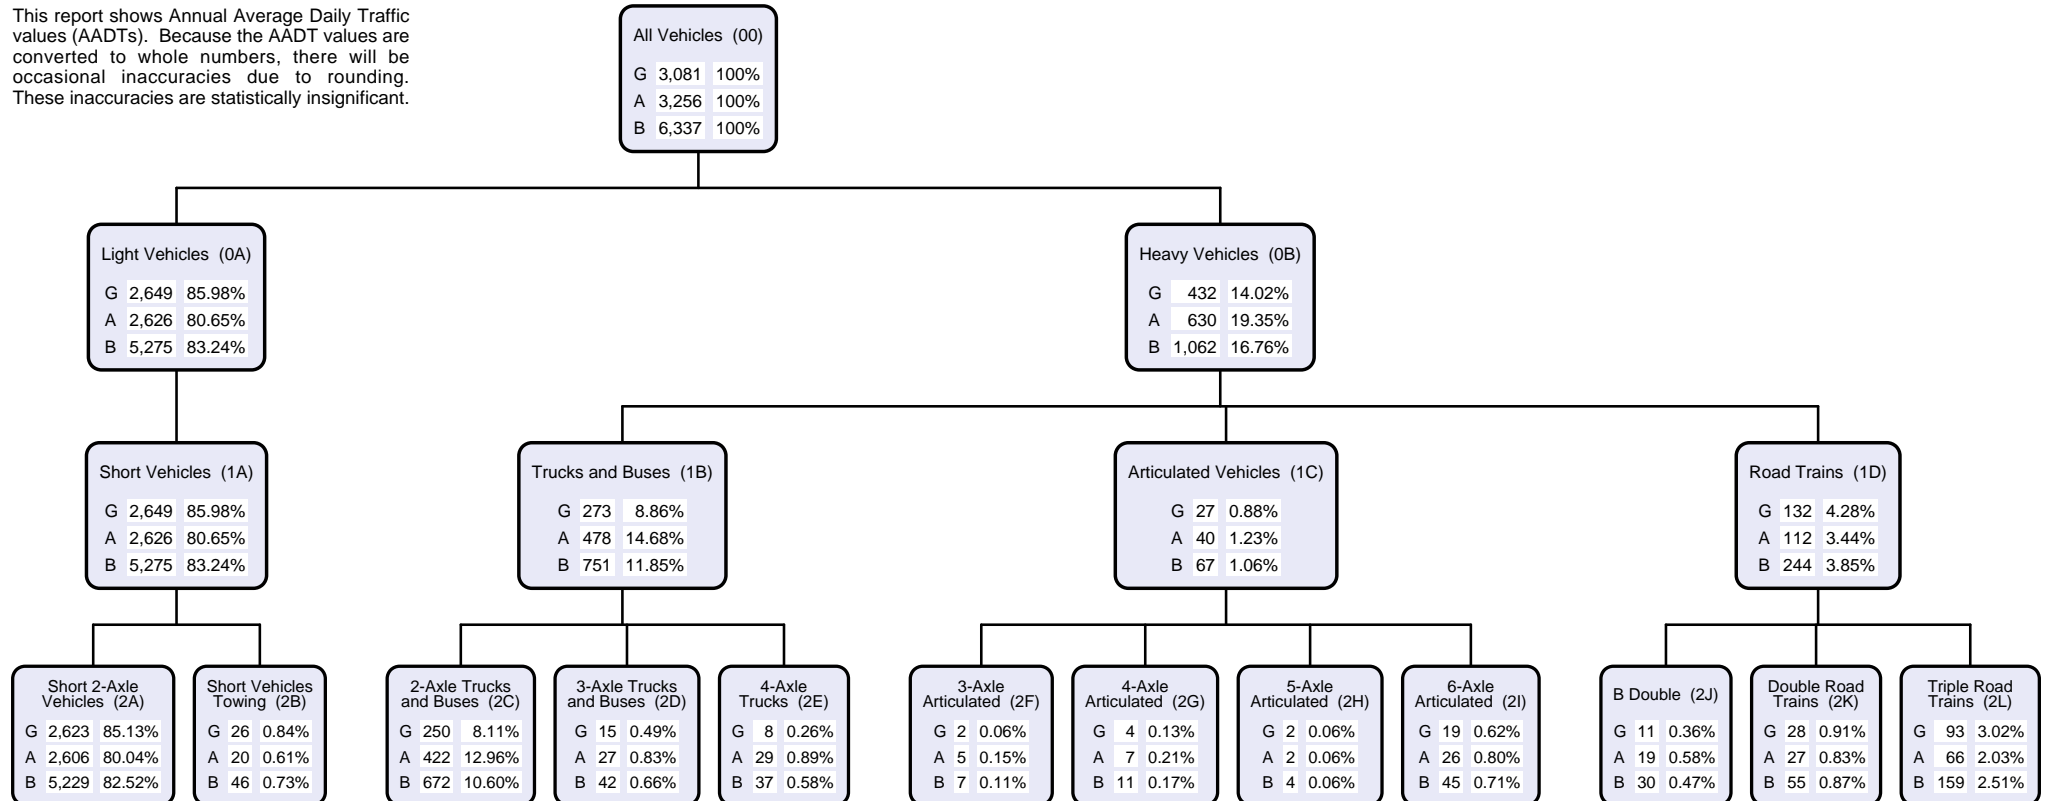 This report shows Annual Average Daily Traffic
values (AADTs). Because the AADT values are
converted to whole numbers, there will be
occasional inaccuracies due to rounding.
These inaccuracies are statistically insignificant.
All Vehicles (00)
G 3,081 100%
A 3,256 100%
B 6,337 100%
Light Vehicles (0A)
G 2,649 85.98%
A 2,626 80.65%
B 5,275 83.24%
Heavy Vehicles (0B)
G 432 14.02%
A 630 19.35%
B 1,062 16.76%
Short Vehicles (1A)
G 2,649 85.98%
A 2,626 80.65%
B 5,275 83.24%
Trucks and Buses (1B)
G 273 8.86%
A 478 14.68%
B 751 11.85%
Articulated Vehicles (1C)
G 27 0.88%
A 40 1.23%
B 67 1.06%
Road Trains (1D)
G 132 4.28%
A 112 3.44%
B 244 3.85%
Short 2-Axle
Vehicles (2A)
G 2,623 85.13%
A 2,606 80.04%
B 5,229 82.52%
Short Vehicles
Towing (2B)
G 26 0.84%
A 20 0.61%
B 46 0.73%
2-Axle Trucks
and Buses (2C)
G 250 8.11%
A 422 12.96%
B 672 10.60%
3-Axle Trucks
and Buses (2D)
G 15 0.49%
A 27 0.83%
B 42 0.66%
4-Axle
Trucks (2E)
G 8 0.26%
A 29 0.89%
B 37 0.58%
3-Axle
Articulated (2F)
G 2 0.06%
A 5 0.15%
B 7 0.11%
4-Axle
Articulated (2G)
G 4 0.13%
A 7 0.21%
B 11 0.17%
5-Axle
Articulated (2H)
G 2 0.06%
A 2 0.06%
B 4 0.06%
6-Axle
Articulated (2I)
G 19 0.62%
A 26 0.80%
B 45 0.71%
B Double (2J)
G 11 0.36%
A 19 0.58%
B 30 0.47%
Double Road
Trains (2K)
G 28 0.91%
A 27 0.83%
B 55 0.87%
Triple Road
Trains (2L)
G 93 3.02%
A 66 2.03%
B 159 2.51%